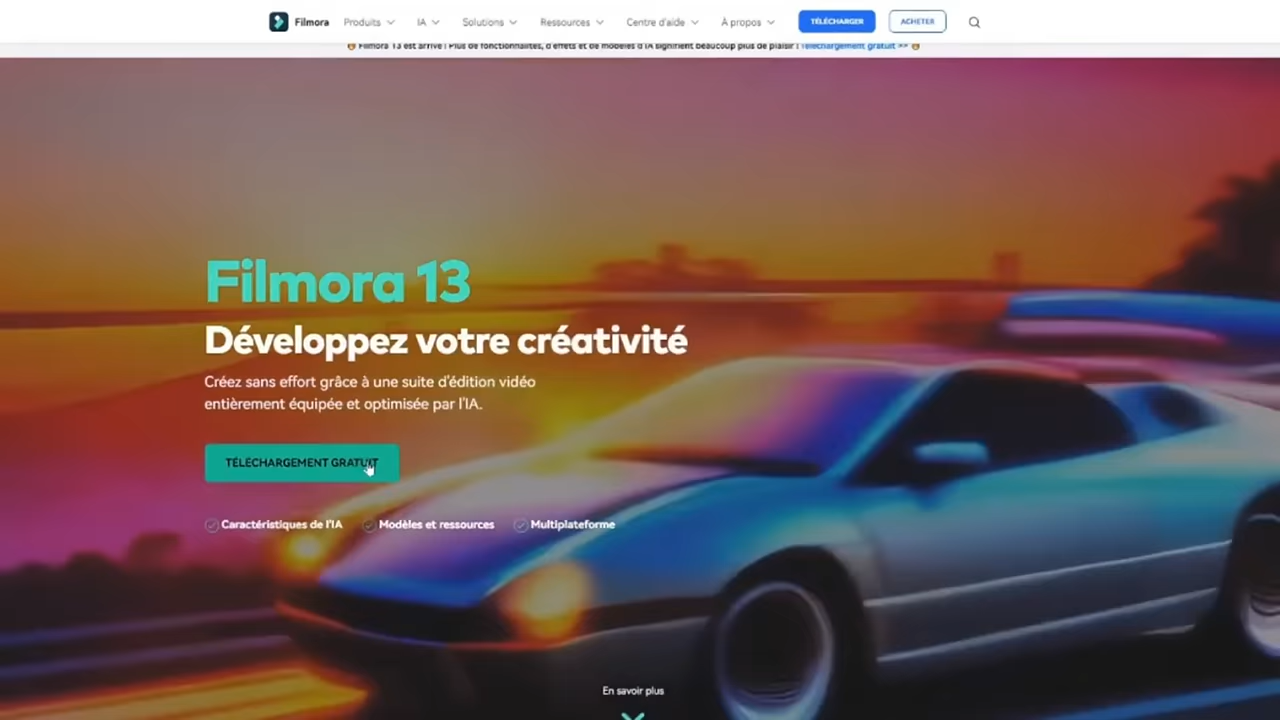 Filmora Produits IA Solutions Ressources Centre d'aide À propos TÉLÉCHARGER ACHETER
Filmora 13 est arrivé ! Plus de fonctionnalités, d'effets et de modèles d'IA signifient beaucoup plus de plaisir ! Téléchargement gratuit >>
Filmora 13
Développez votre créativité
Créez sans effort grâce à une suite d'édition vidéo
entièrement équipée et optimisée par l'IA.
TÉLÉCHARGEMENT GRATUIT
Caractéristiques de l'IA Modèles et ressources Multiplateforme
En savoir plus